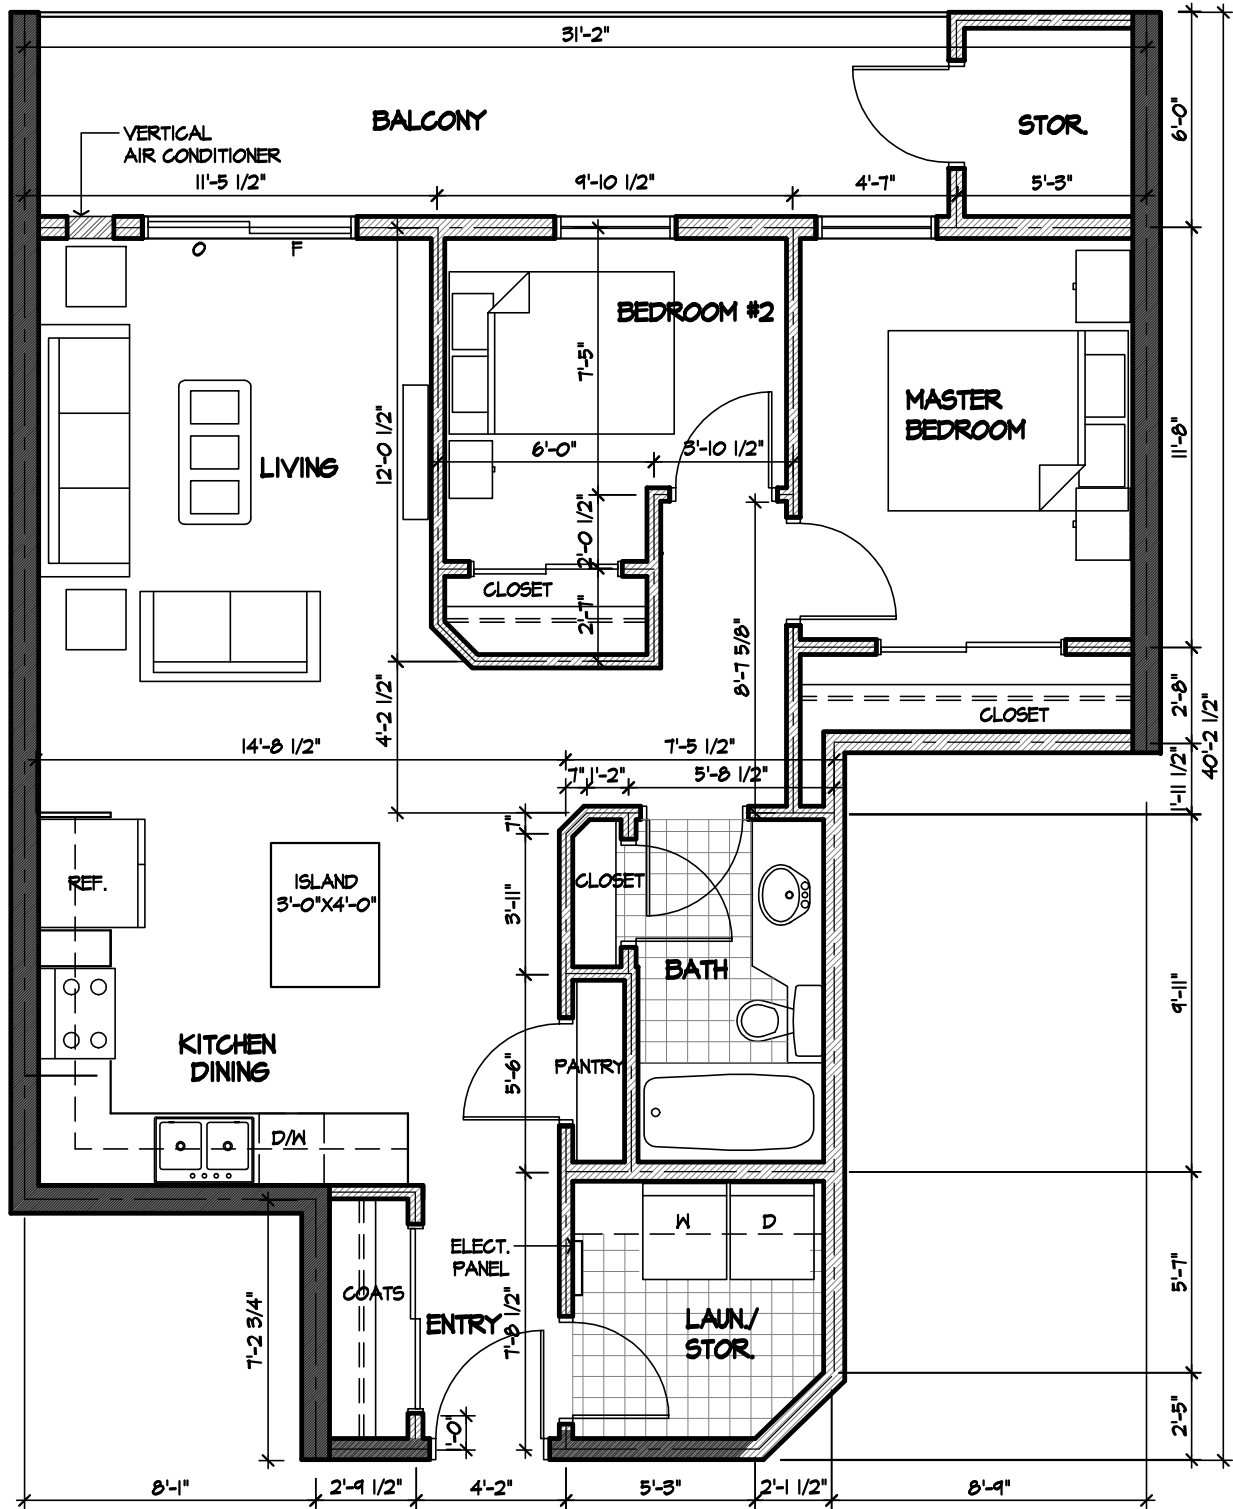 31'-2"
BALCONY
STOR.
VERTICAL
AIR CONDITIONER
11'-5 1/2"
9'-10 1/2"
4'-7"
5'-3"
6'-0"
O
F
BEDROOM #2
7'-5"
MASTER
BEDROOM
11'-8"
12'-0 1/2"
LIVING
6'-0"
3'-10 1/2"
2'-0 1/2"
CLOSET
2'-7"
8'-7 5/8"
2'-8"
40'-2 1/2"
CLOSET
4'-2 1/2"
14'-8 1/2"
7'-5 1/2"
7"
1'-2"
5'-8 1/2"
1'-11 1/2"
7"
REF.
ISLAND
3'-0"X4'-0"
CLOSET
3'-11"
BATH
9'-11"
KITCHEN
DINING
5'-6"
PANTRY
D/W
W
D
ELECT.
PANEL
5'-7"
COATS
ENTRY
7'-8 1/2"
LAUN./
STOR.
7'-2 3/4"
1'-0"
2'-5"
8'-1"
2'-9 1/2"
4'-2"
5'-3"
2'-1 1/2"
8'-9"